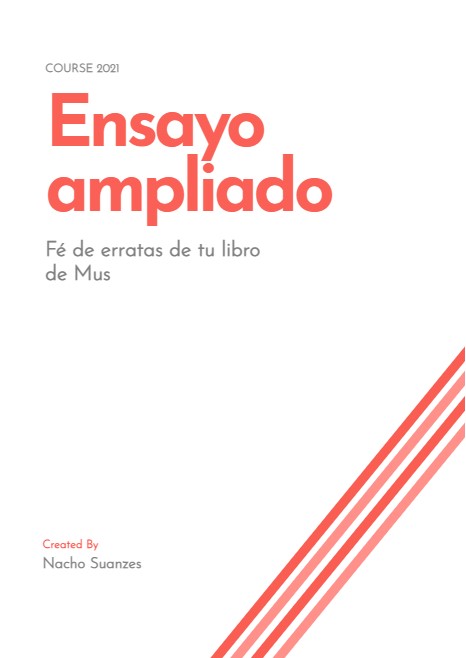 COURSE 2021
Ensayo
ampliado
Fé de erratas de tu libro
de Mus
Created By
Nacho Suanzes